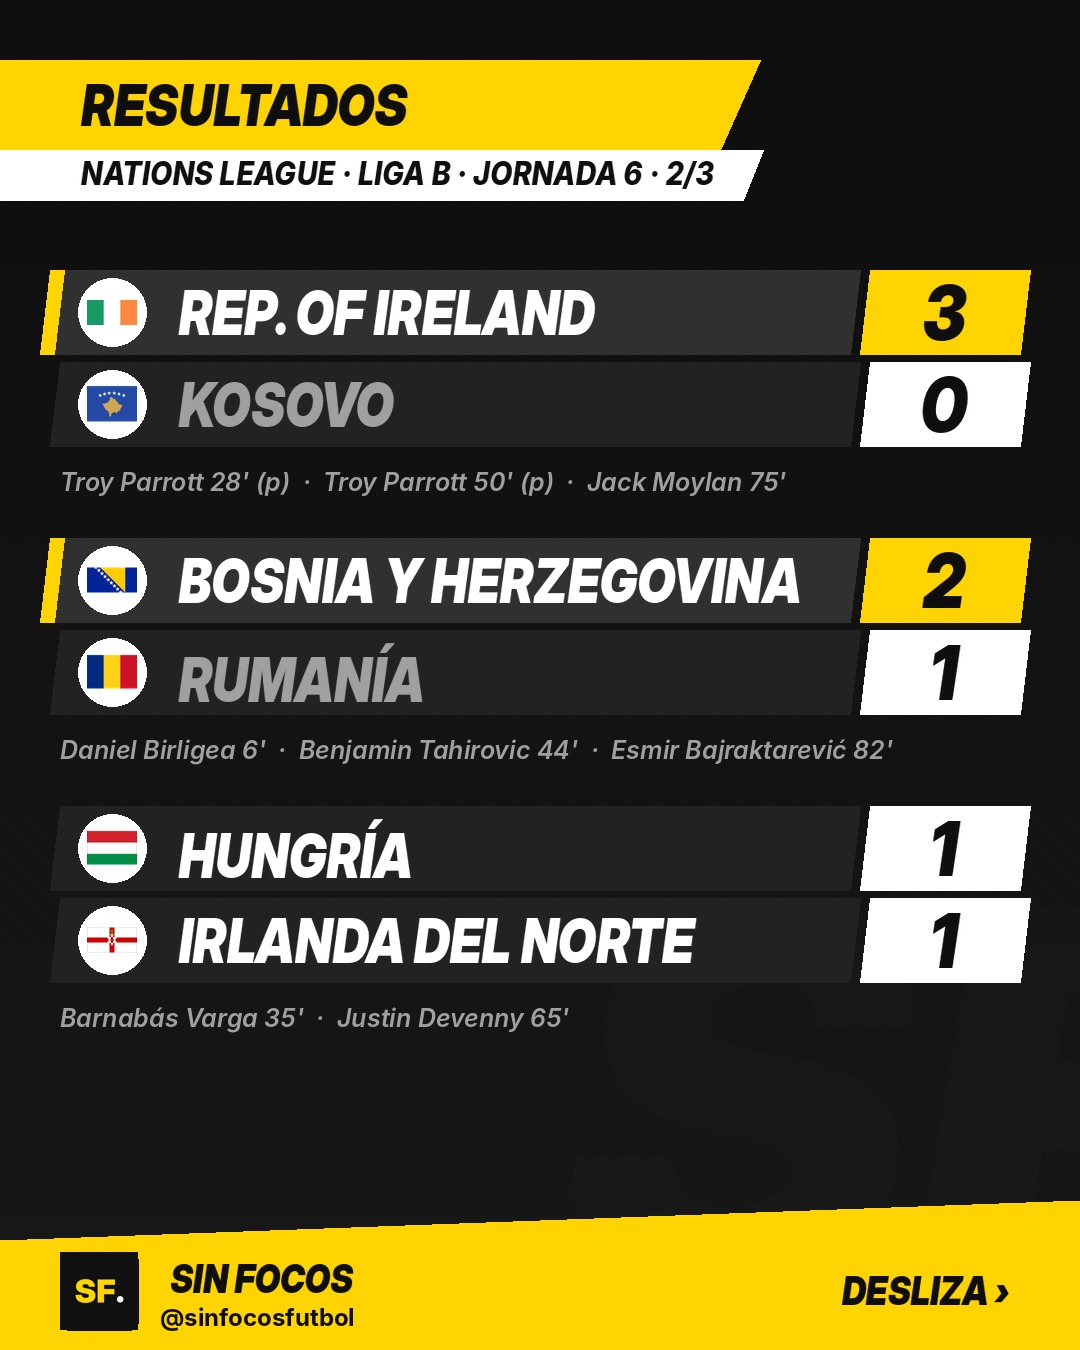 RESULTADOS
NATIONS LEAGUE · LIGA B · JORNADA 6 · 2/3
REP. OF IRELAND 3
KOSOVO 0
Troy Parrott 28' (p) · Troy Parrott 50' (p) · Jack Moylan 75'
BOSNIA Y HERZEGOVINA 2
RUMANÍA 1
Daniel Birligea 6' · Benjamin Tahirovic 44' · Esmir Bajraktarević 82'
HUNGRÍA 1
IRLANDA DEL NORTE 1
Barnabás Varga 35' · Justin Devenny 65'
SF.
SIN FOCOS
@sinfocosfutbol
DESLIZA ›